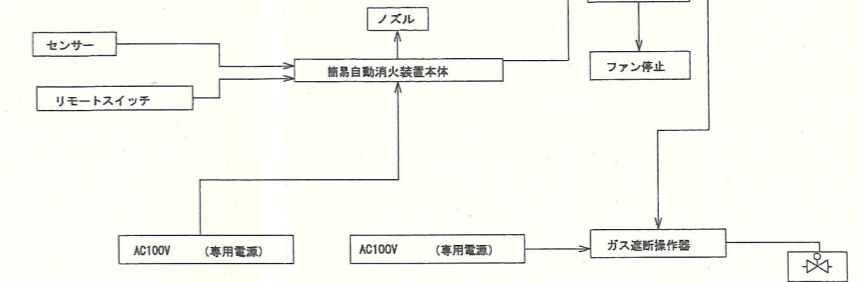 ノズル
センサー
簡易自動消火装置本体
ファン停止
リモートスイッチ
AC100V (専用電源)
AC100V (専用電源)
ガス遮断操作器